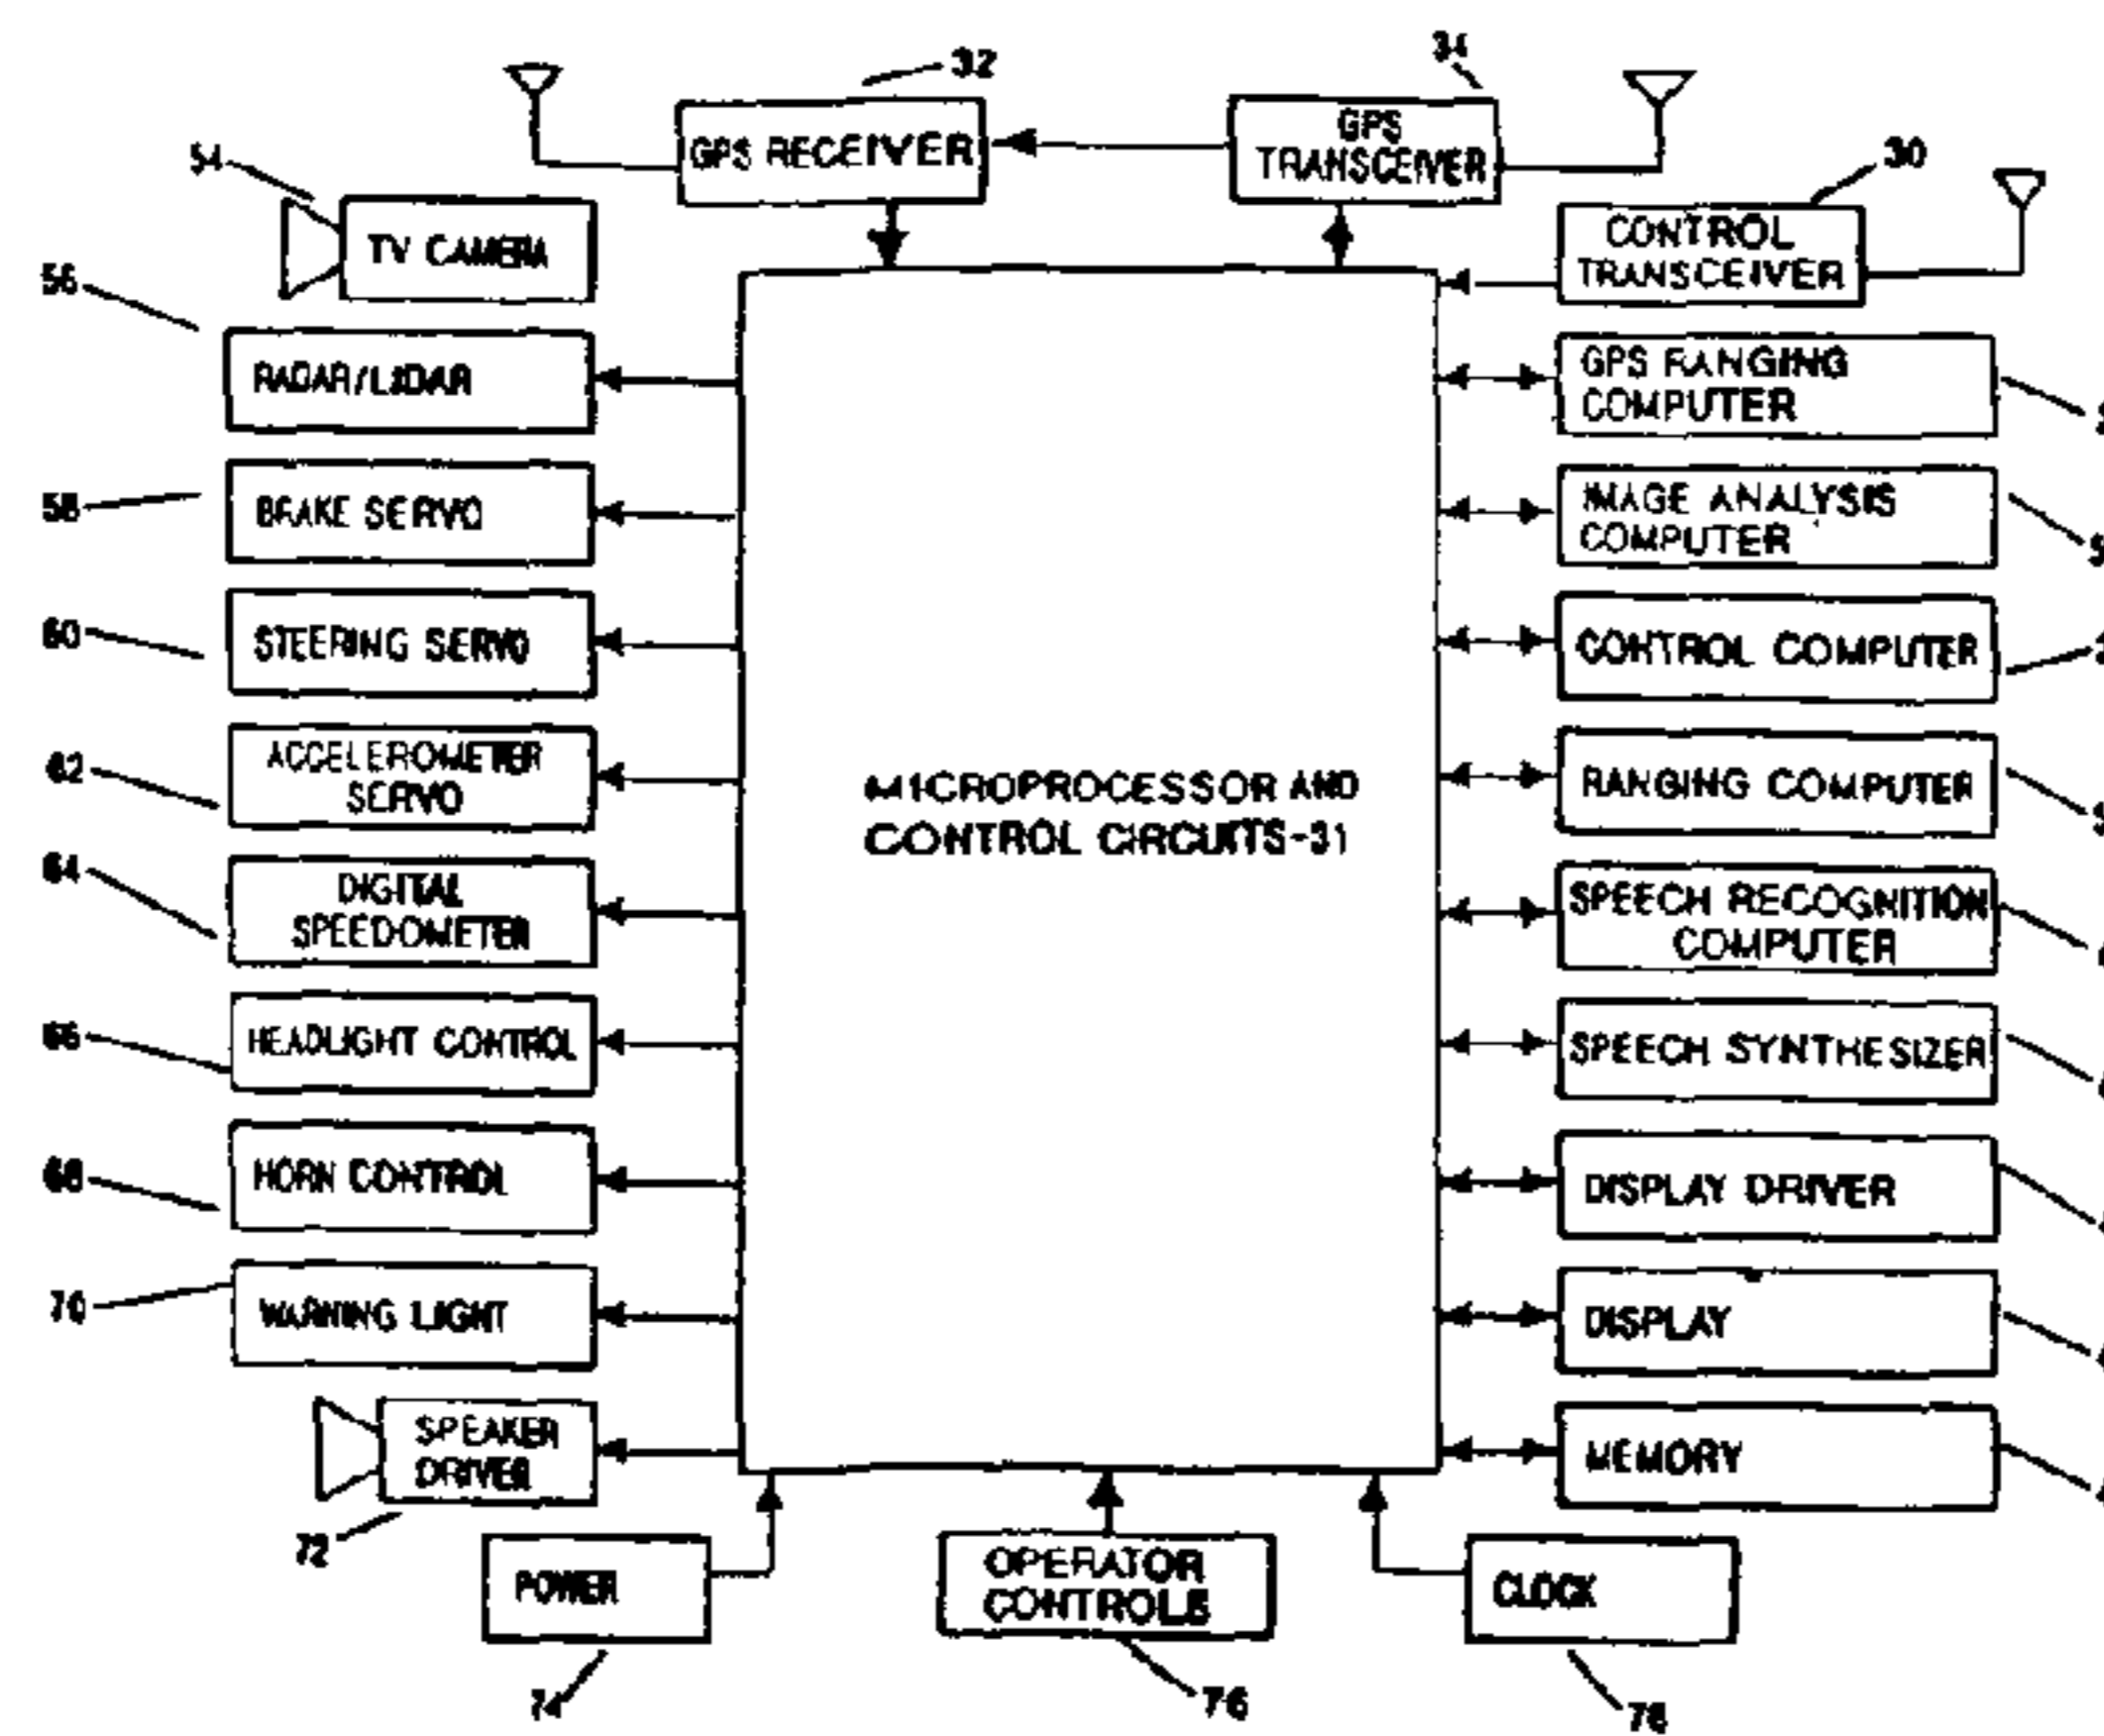 32
34
GPS RECEIVER
GPS
TRANSCEIVER
30
54
TV CAMERA
CONTROL
TRANSCEIVER
56
RADAR/LIDAR
GPS RANGING
COMPUTER
58
BRAKE SERVO
IMAGE ANALYSIS
COMPUTER
60
STEERING SERVO
CONTROL COMPUTER
62
ACCELEROMETER
SERVO
MICROPROCESSOR AND
CONTROL CIRCUITS-31
RANGING COMPUTER
64
DIGITAL
SPEEDOMETER
SPEECH RECOGNITION
COMPUTER
66
HEADLIGHT CONTROL
SPEECH SYNTHESIZER
68
HORN CONTROL
DISPLAY DRIVER
70
WARNING LIGHT
DISPLAY
SPEAKER
DRIVER
MEMORY
72
POWER
OPERATOR
CONTROLS
CLOCK
74
76
78